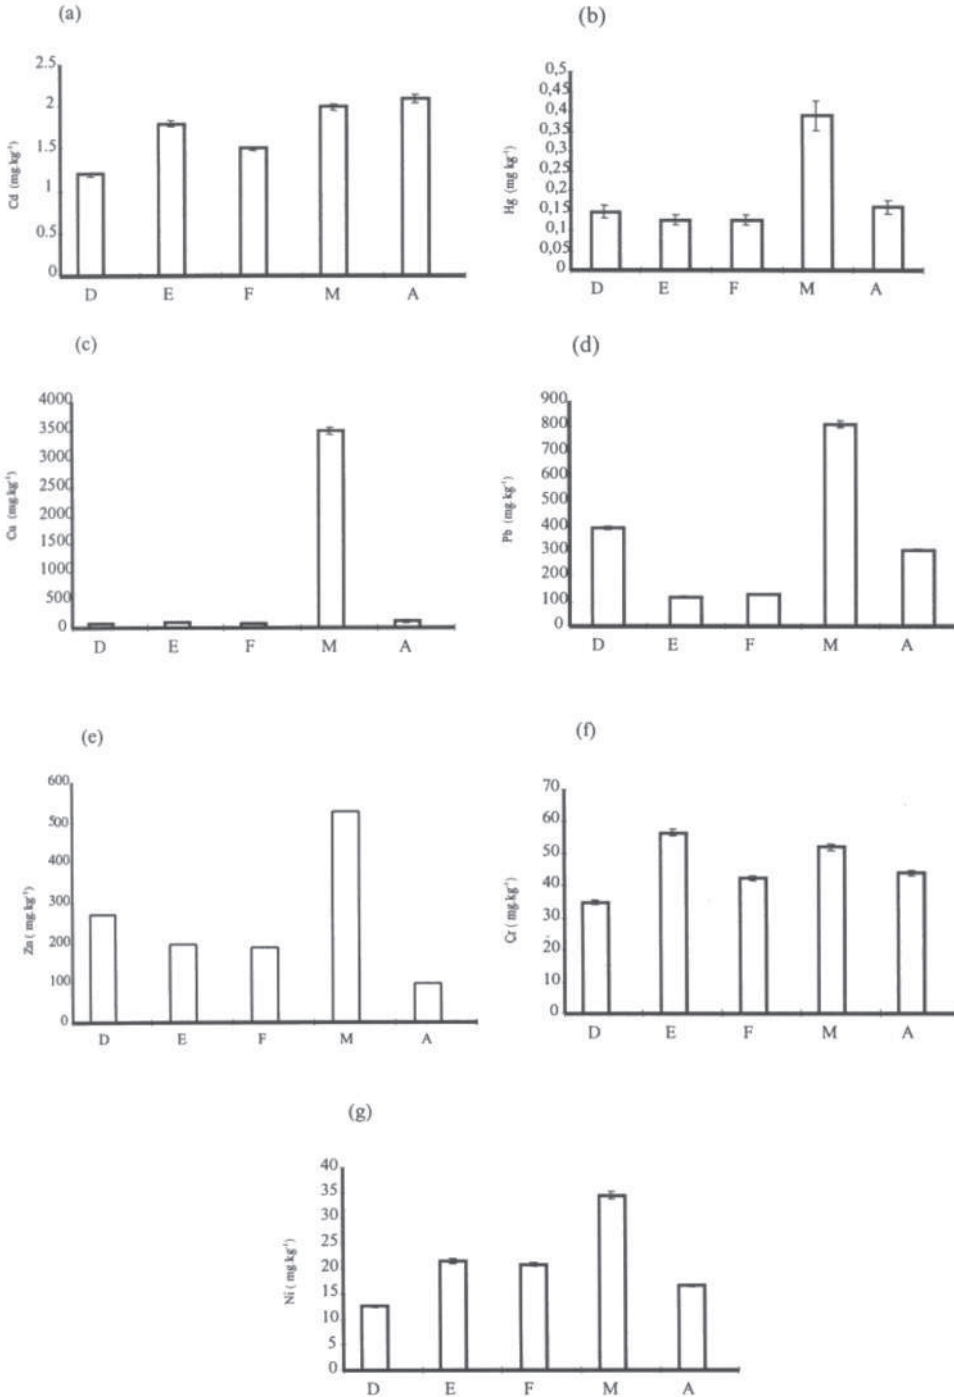 (a)
Cd (mg.kg⁻¹)
2.5
2
1.5
1
0.5
0
D E F M A
(b)
Hg (mg kg⁻¹)
0,5
0,45
0,4
0,35
0,3
0,25
0,2
0,15
0,1
0,05
0
D E F M A
(c)
Cu (mg.kg⁻¹)
4000
3500
3000
2500
2000
1500
1000
500
0
D E F M A
(d)
Pb (mg.kg⁻¹)
900
800
700
600
500
400
300
200
100
0
D E F M A
(e)
Zn ( mg.kg⁻¹)
600
500
400
300
200
100
0
D E F M A
(f)
Cr ( mg.kg⁻¹)
70
60
50
40
30
20
10
0
D E F M A
(g)
Ni ( mg.kg⁻¹)
40
35
30
25
20
15
10
5
0
D E F M A